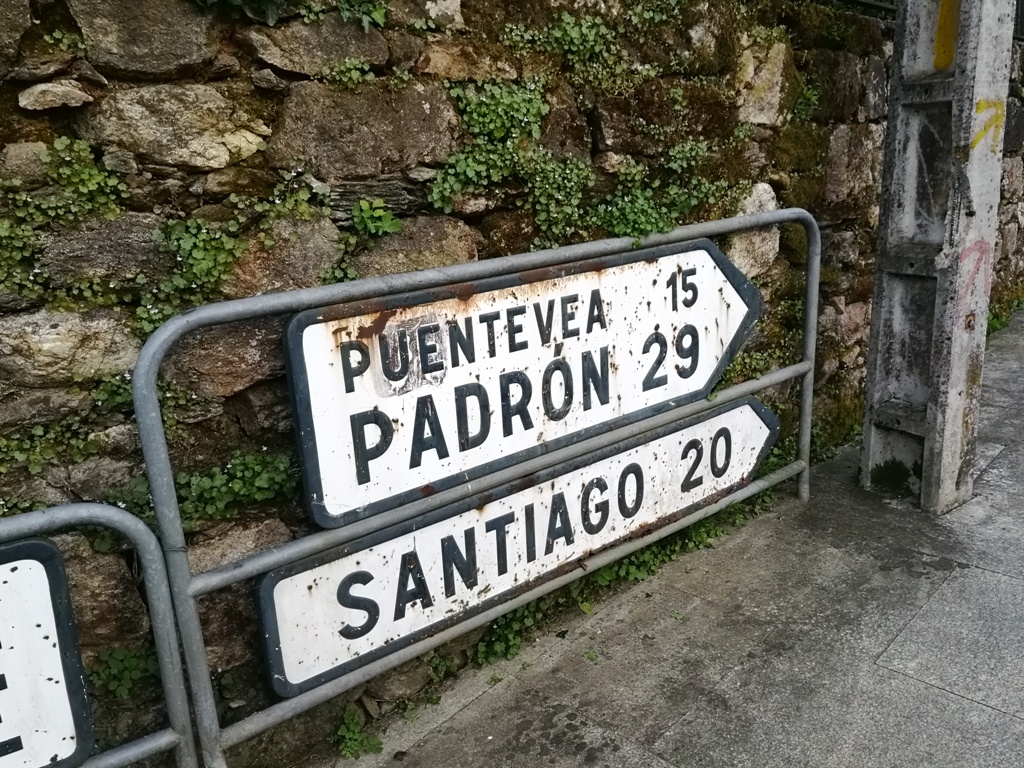 PUENTEVEA 15
PADRÓN 29
SANTIAGO 20
E